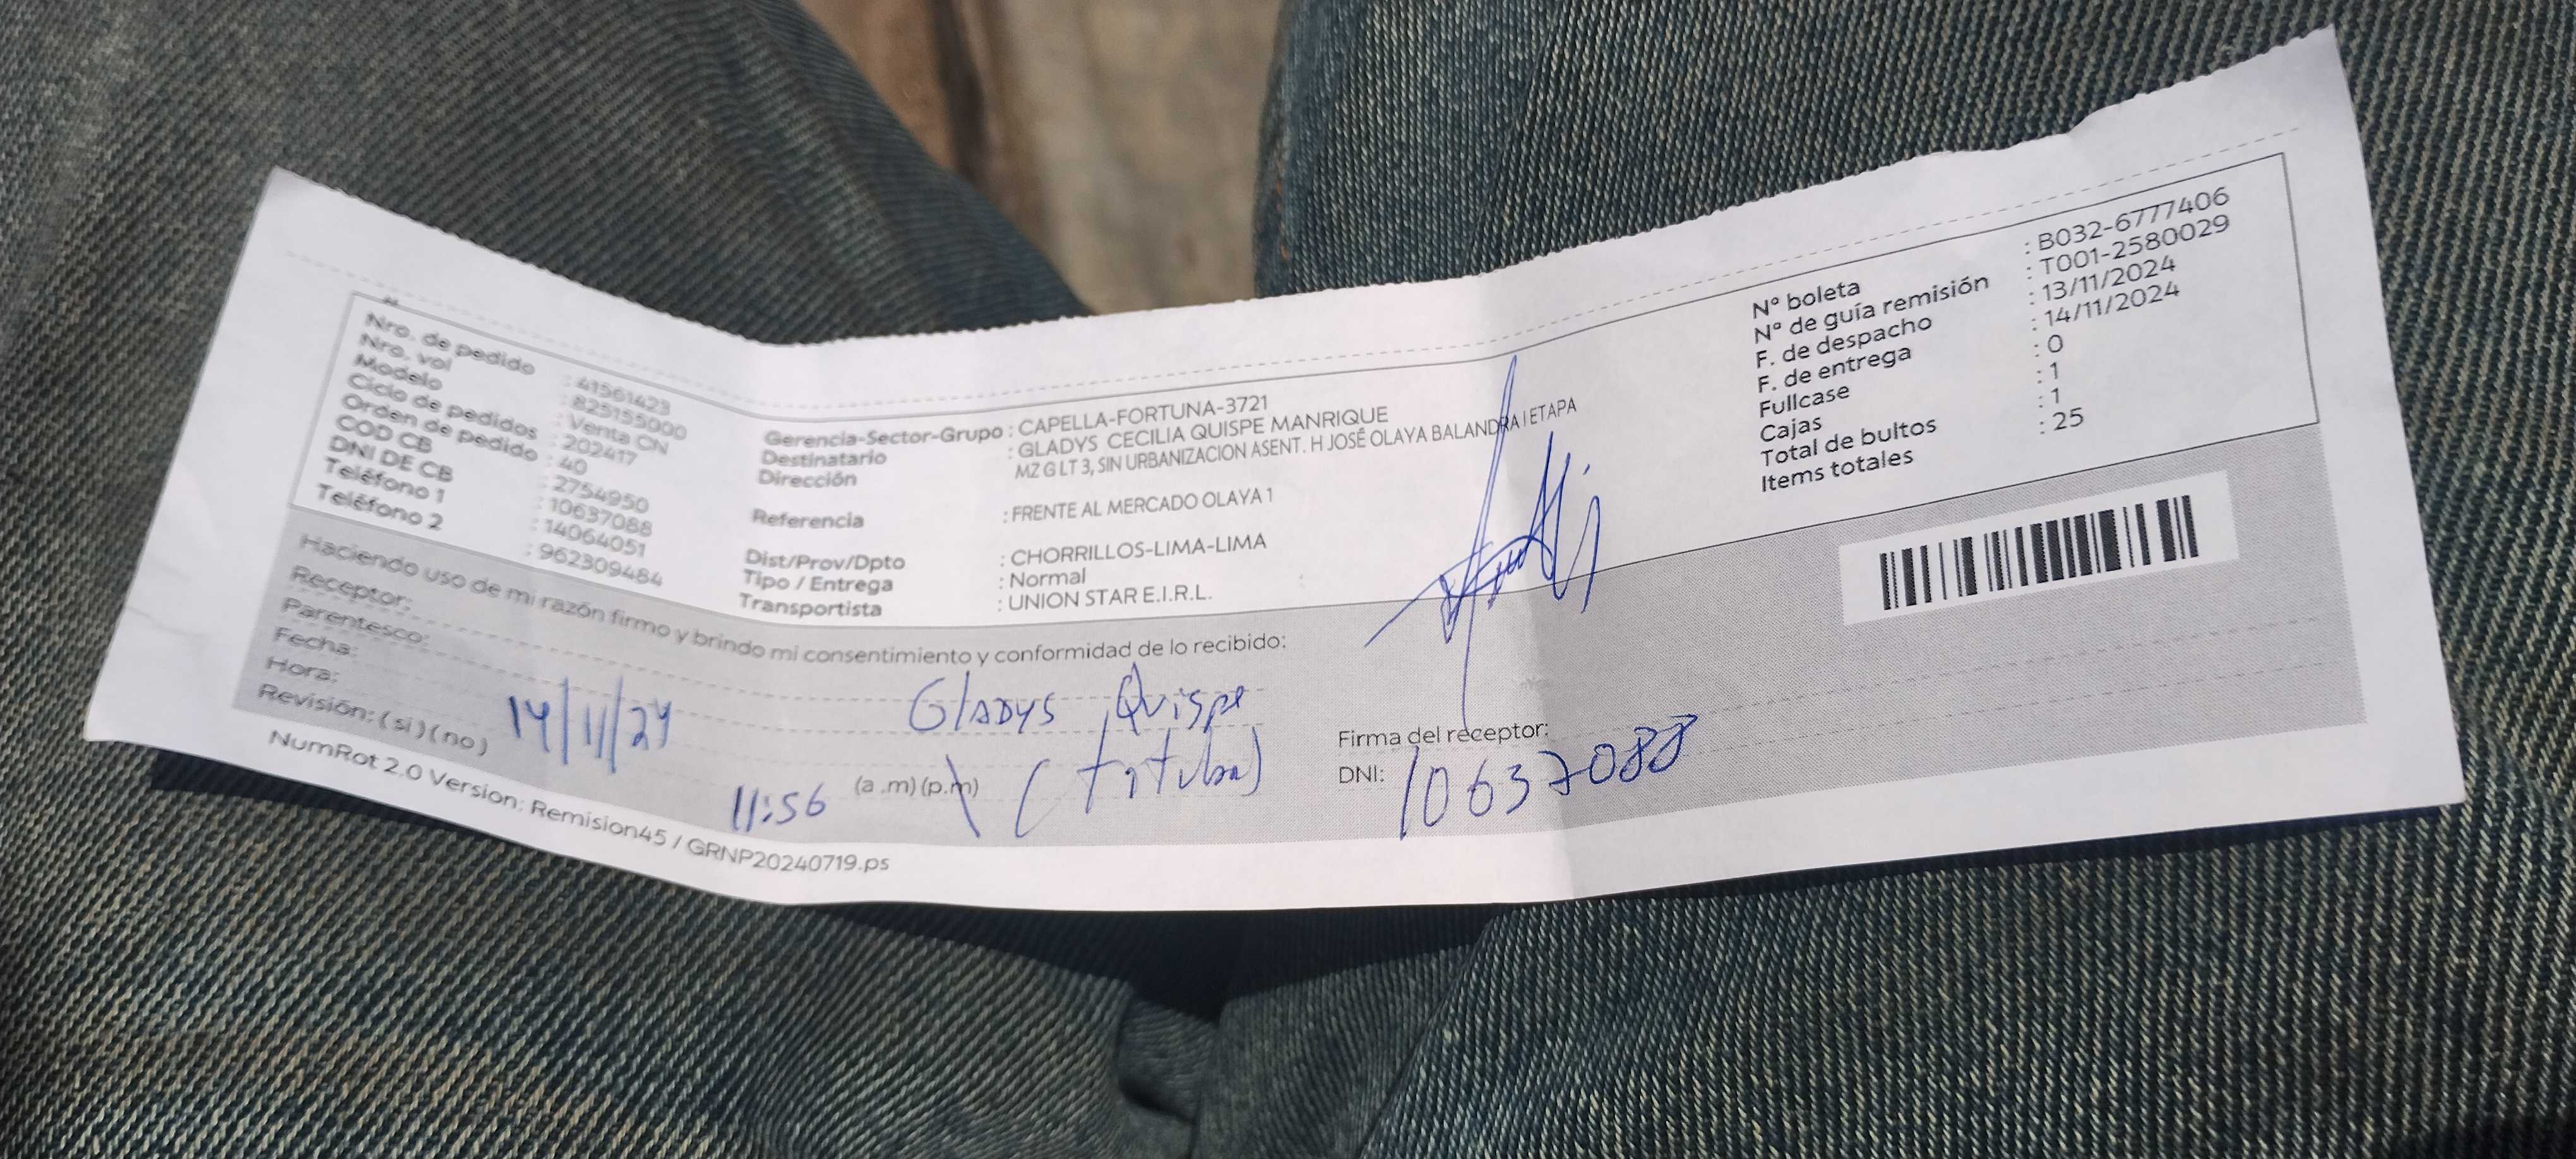 Nro. de pedido : 41561423
Nro. vol : 825155000
Modelo : Venta CN
Ciclo de pedidos : 202417
Orden de pedido : 40
COD CB : 2754950
DNI DE CB : 10637088
Teléfono 1 : 14064051
Teléfono 2 : 962309484
Gerencia-Sector-Grupo : CAPELLA-FORTUNA-3721
Destinatario : GLADYS CECILIA QUISPE MANRIQUE
Dirección MZ G LT 3, SIN URBANIZACION ASENT. H JOSÉ OLAYA BALANDRA I ETAPA
Referencia : FRENTE AL MERCADO OLAYA 1
Dist/Prov/Dpto : CHORRILLOS-LIMA-LIMA
Tipo / Entrega : Normal
Transportista : UNION STAR E.I.R.L.
Nº boleta : B032-6777406
Nº de guía remisión : T001-2580029
F. de despacho : 13/11/2024
F. de entrega : 14/11/2024
Fullcase : 0
Cajas : 1
Total de bultos : 1
Items totales : 25
Haciendo uso de mi razón firmo y brindo mi consentimiento y conformidad de lo recibido:
Receptor: Gladys Quispe
Parentesco: (titular)
Fecha: 14/11/24
Hora: 11:56 (a.m)(p.m)
Revisión: (si)(no)
Firma del receptor:
DNI: 10637088
NumRot 2.0 Version: Remision45 / GRNP20240719.ps